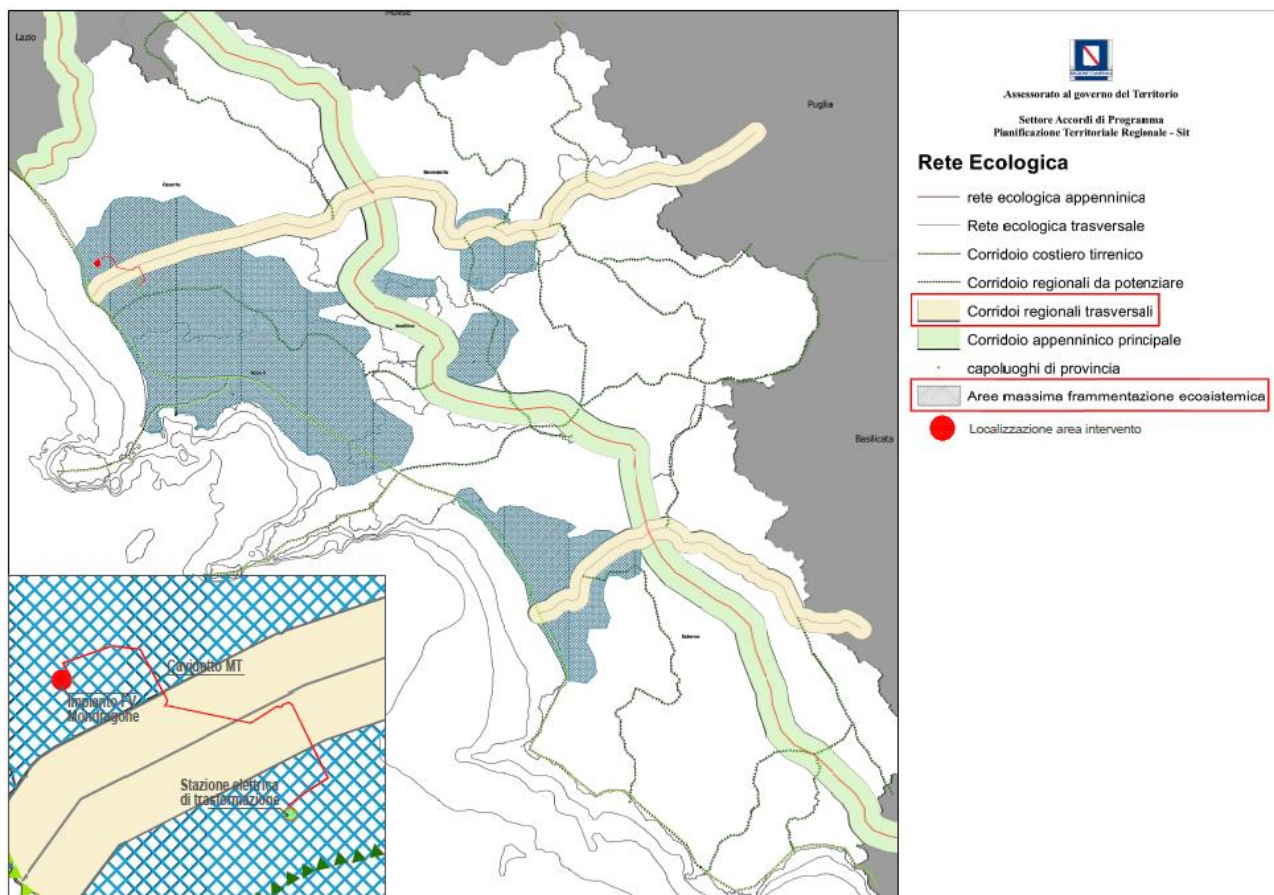 Molise
Lazio
Puglia
Benevento
Caserta
Avellino
Napoli
Basilicata
Salerno
Cavidotto MT
Impianto FV
Mondragone
Stazione elettrica
di trasformazione
REGIONE CAMPANIA
Assessorato al governo del Territorio
Settore Accordi di Programma
Pianificazione Territoriale Regionale - Sit
Rete Ecologica
rete ecologica appenninica
Rete ecologica trasversale
Corridoio costiero tirrenico
Corridoio regionali da potenziare
Corridoi regionali trasversali
Corridoio appenninico principale
capoluoghi di provincia
Aree massima frammentazione ecosistemica
Localizzazione area intervento